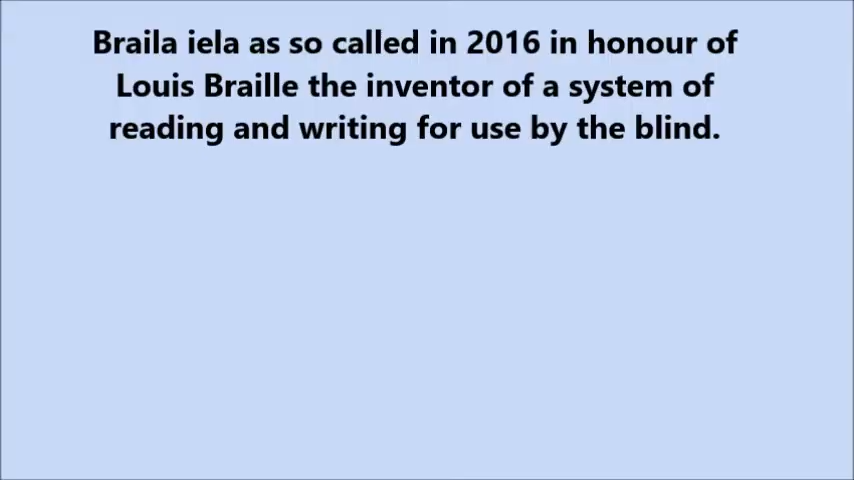 Braila iela as so called in 2016 in honour of
Louis Braille the inventor of a system of
reading and writing for use by the blind.